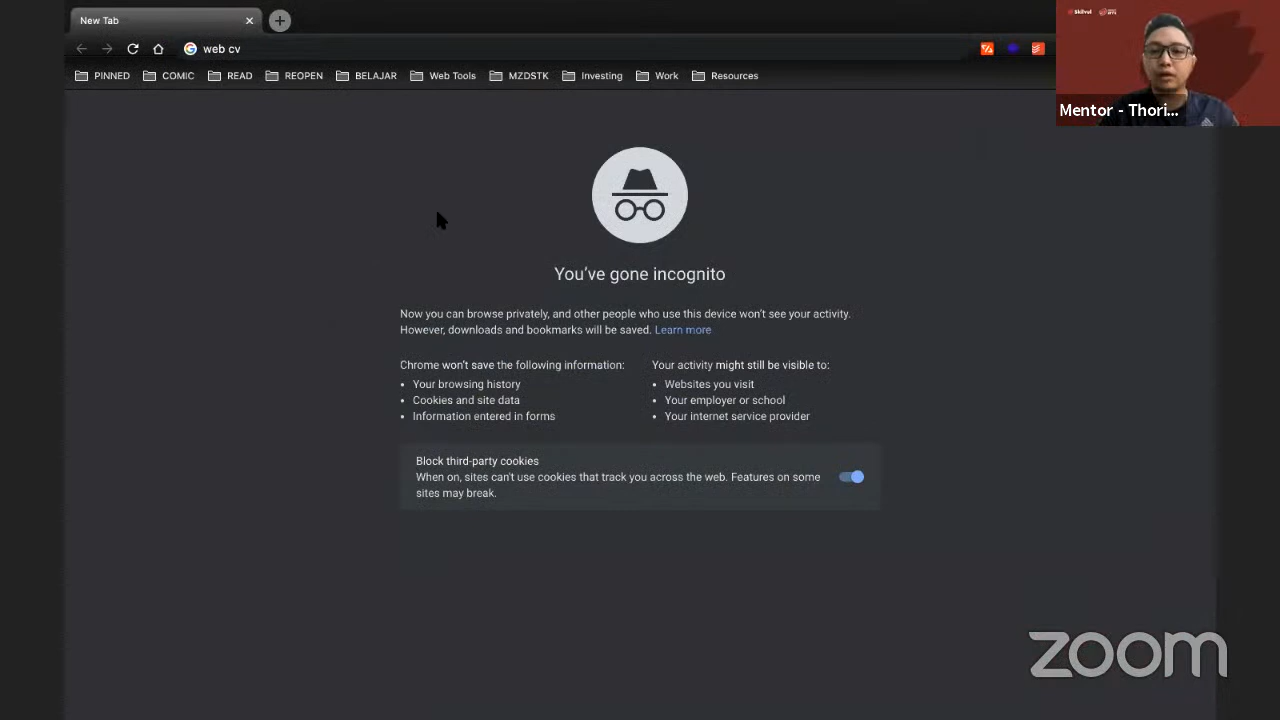 New Tab
web cv
PINNED COMIC READ REOPEN BELAJAR Web Tools MZDSTK Investing Work Resources
Skilvul
Mentor - Thori...
You've gone incognito
Now you can browse privately, and other people who use this device won't see your activity.
However, downloads and bookmarks will be saved. Learn more
Chrome won't save the following information:
Your browsing history
Cookies and site data
Information entered in forms
Your activity might still be visible to:
Websites you visit
Your employer or school
Your internet service provider
Block third-party cookies
When on, sites can't use cookies that track you across the web. Features on some
sites may break.
zoom